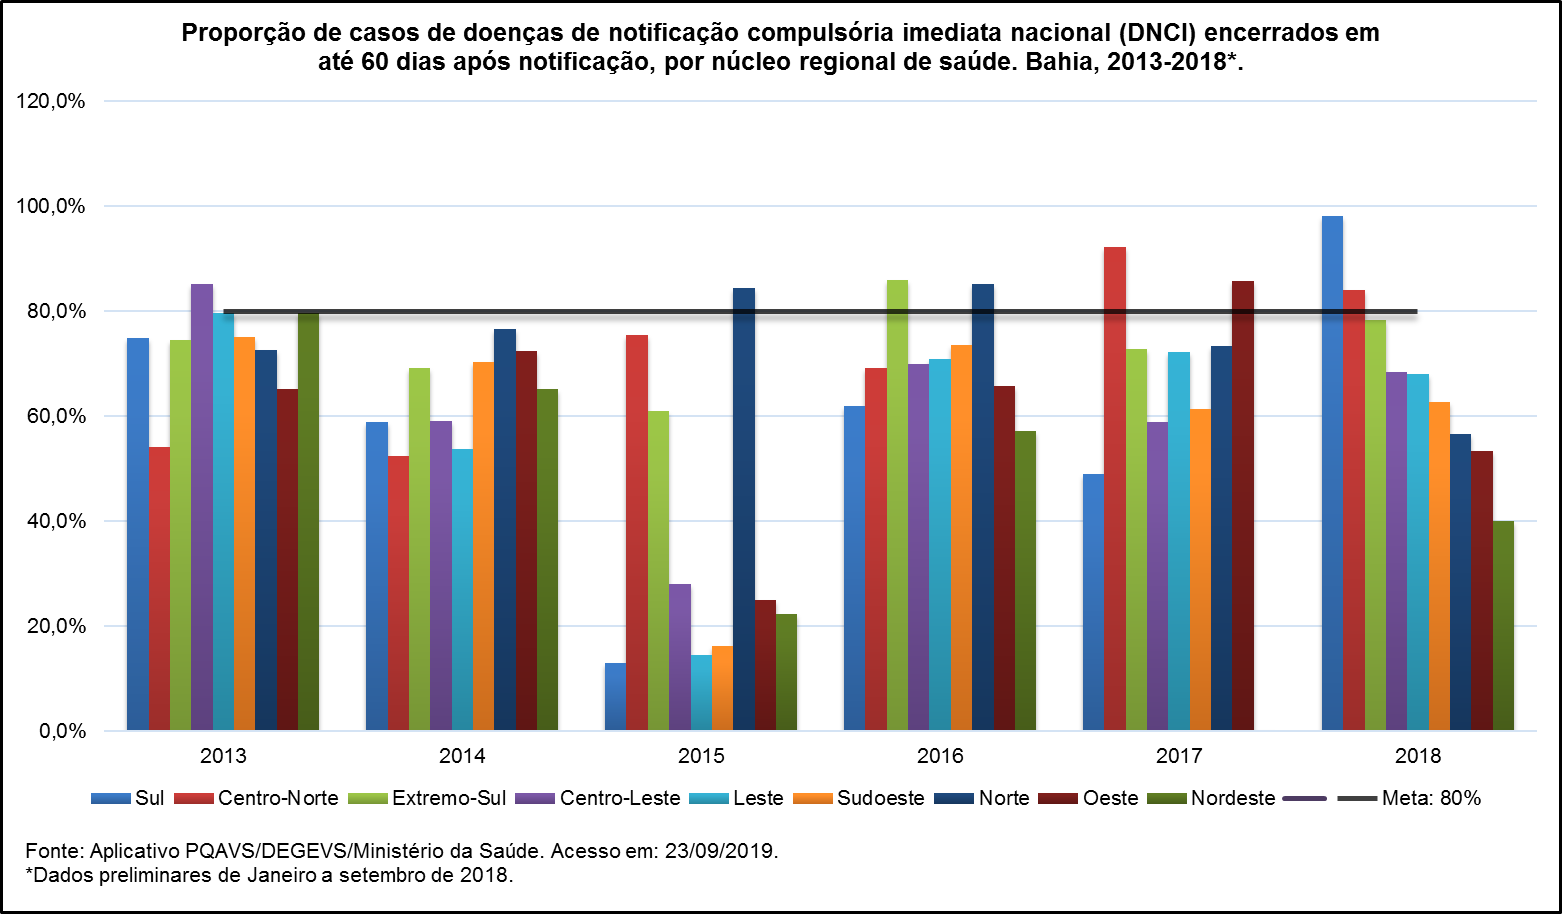 Proporção de casos de doenças de notificação compulsória imediata nacional (DNCI) encerrados em
até 60 dias após notificação, por núcleo regional de saúde. Bahia, 2013-2018*.
120,0%
100,0%
80,0%
60,0%
40,0%
20,0%
0,0%
2013 2014 2015 2016 2017 2018
Sul Centro-Norte Extremo-Sul Centro-Leste Leste Sudoeste Norte Oeste Nordeste Meta: 80%
Fonte: Aplicativo PQAVS/DEGEVS/Ministério da Saúde. Acesso em: 23/09/2019.
*Dados preliminares de Janeiro a setembro de 2018.